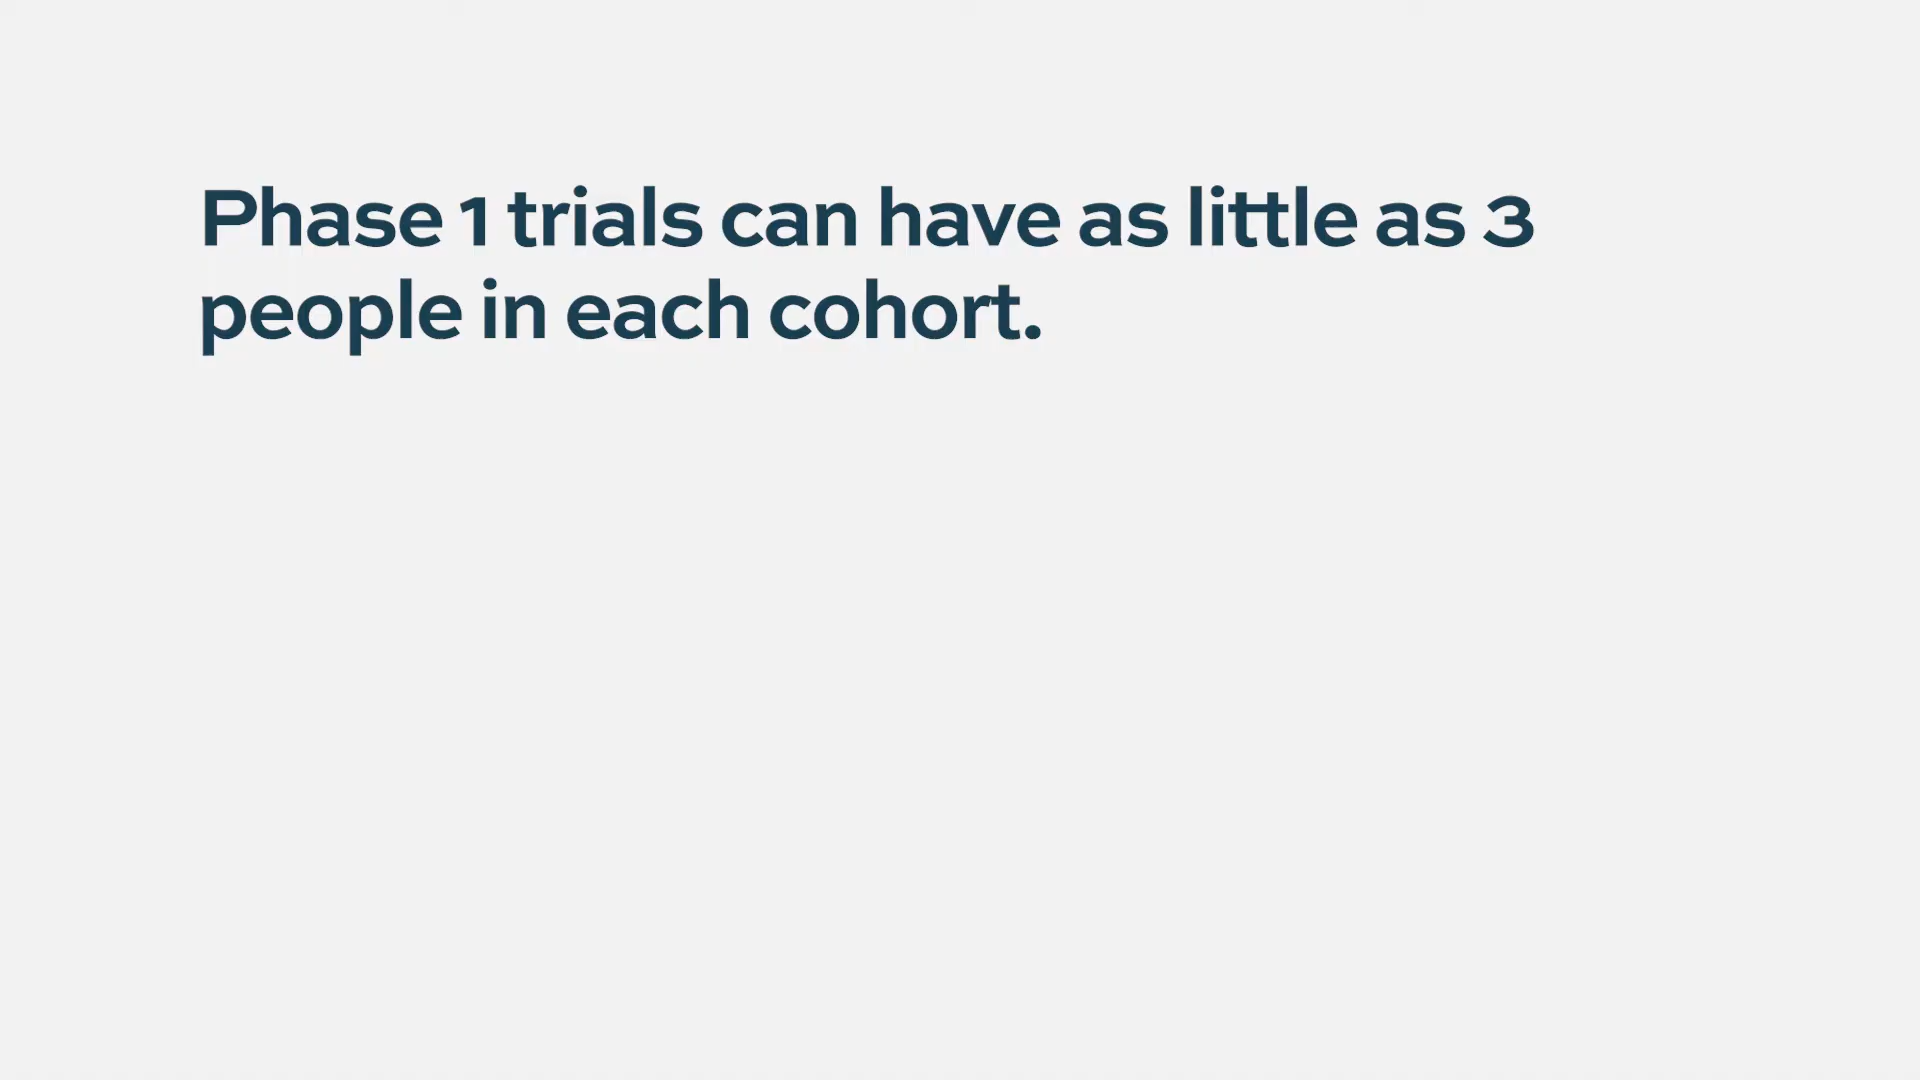 Phase 1 trials can have as little as 3
people in each cohort.